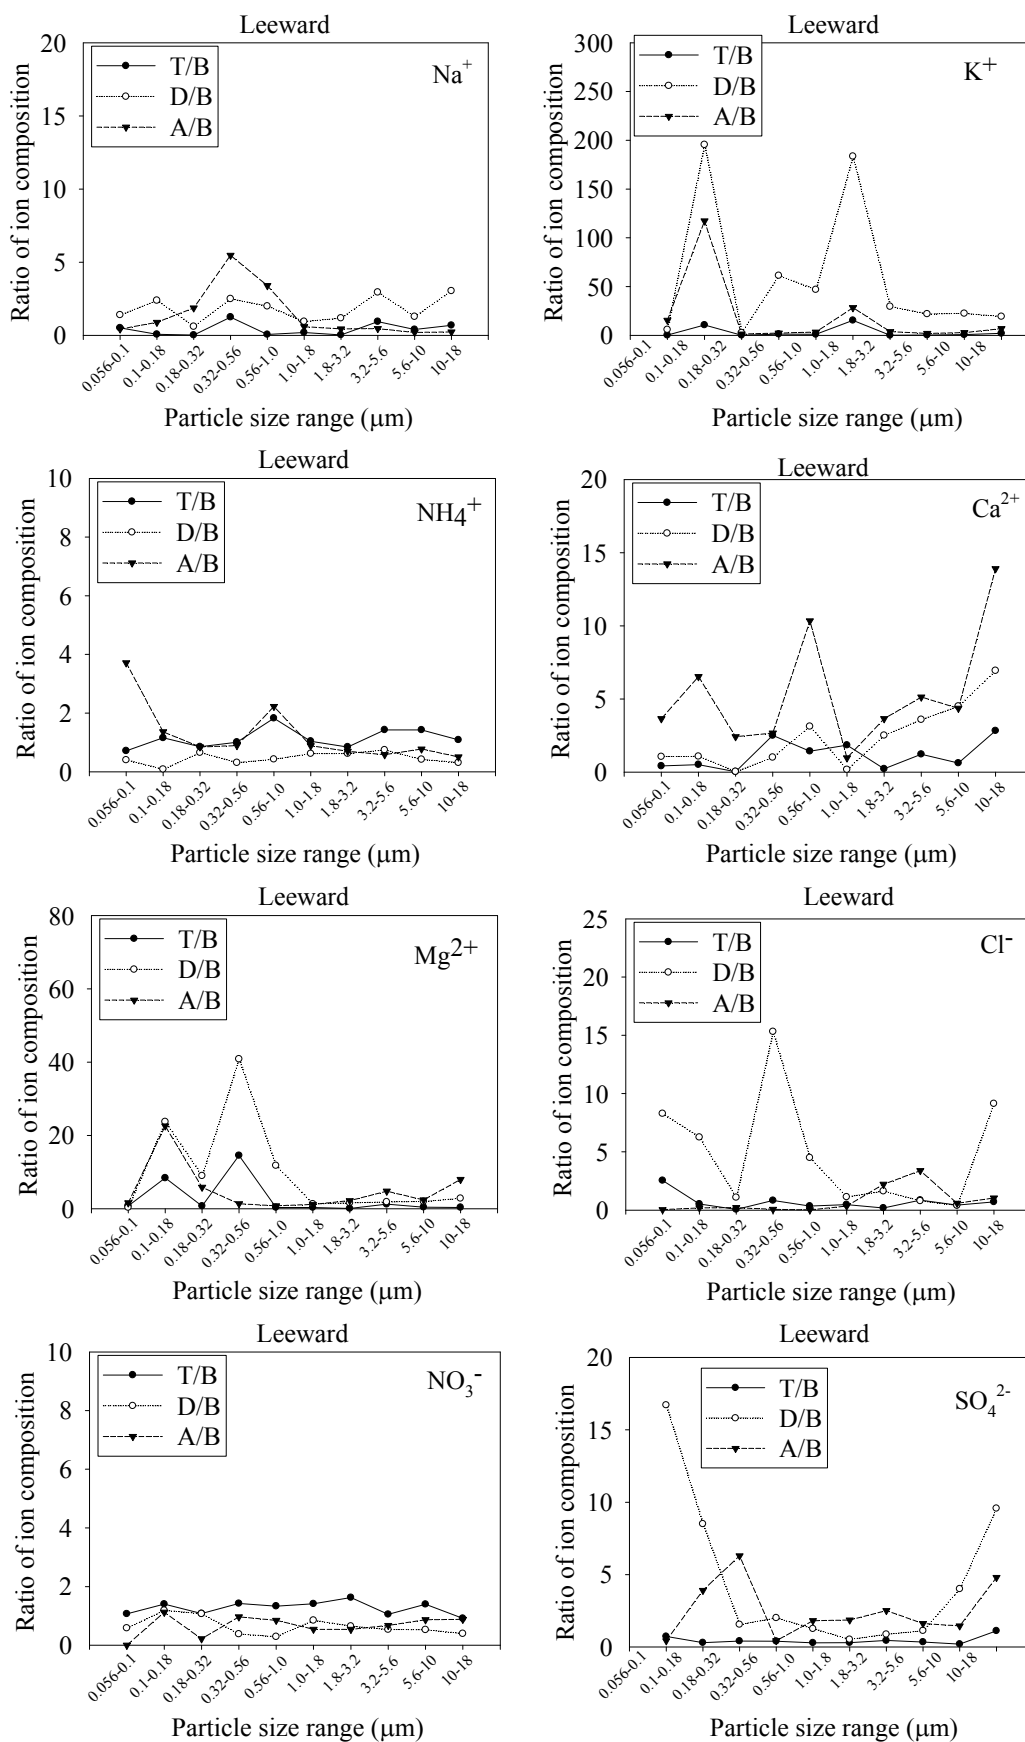 Leeward
Ratio of ion composition
20
15
10
5
0
T/B
D/B
A/B
Na⁺
0.056-0.1
0.1-0.18
0.18-0.32
0.32-0.56
0.56-1.0
1.0-1.8
1.8-3.2
3.2-5.6
5.6-10
10-18
Particle size range (μm)
Leeward
Ratio of ion composition
300
250
200
150
100
50
0
T/B
D/B
A/B
K⁺
0.056-0.1
0.1-0.18
0.18-0.32
0.32-0.56
0.56-1.0
1.0-1.8
1.8-3.2
3.2-5.6
5.6-10
10-18
Particle size range (μm)
Leeward
Ratio of ion composition
10
8
6
4
2
0
T/B
D/B
A/B
NH4⁺
0.056-0.1
0.1-0.18
0.18-0.32
0.32-0.56
0.56-1.0
1.0-1.8
1.8-3.2
3.2-5.6
5.6-10
10-18
Particle size range (μm)
Leeward
Ratio of ion composition
20
15
10
5
0
T/B
D/B
A/B
Ca²⁺
0.056-0.1
0.1-0.18
0.18-0.32
0.32-0.56
0.56-1.0
1.0-1.8
1.8-3.2
3.2-5.6
5.6-10
10-18
Particle size range (μm)
Leeward
Ratio of ion composition
80
60
40
20
0
T/B
D/B
A/B
Mg²⁺
0.056-0.1
0.1-0.18
0.18-0.32
0.32-0.56
0.56-1.0
1.0-1.8
1.8-3.2
3.2-5.6
5.6-10
10-18
Particle size range (μm)
Leeward
Ratio of ion composition
25
20
15
10
5
0
T/B
D/B
A/B
Cl⁻
0.056-0.1
0.1-0.18
0.18-0.32
0.32-0.56
0.56-1.0
1.0-1.8
1.8-3.2
3.2-5.6
5.6-10
10-18
Particle size range (μm)
Leeward
Ratio of ion composition
10
8
6
4
2
0
T/B
D/B
A/B
NO₃⁻
0.056-0.1
0.1-0.18
0.18-0.32
0.32-0.56
0.56-1.0
1.0-1.8
1.8-3.2
3.2-5.6
5.6-10
10-18
Particle size range (μm)
Leeward
Ratio of ion composition
20
15
10
5
0
T/B
D/B
A/B
SO₄²⁻
0.056-0.1
0.1-0.18
0.18-0.32
0.32-0.56
0.56-1.0
1.0-1.8
1.8-3.2
3.2-5.6
5.6-10
10-18
Particle size range (μm)